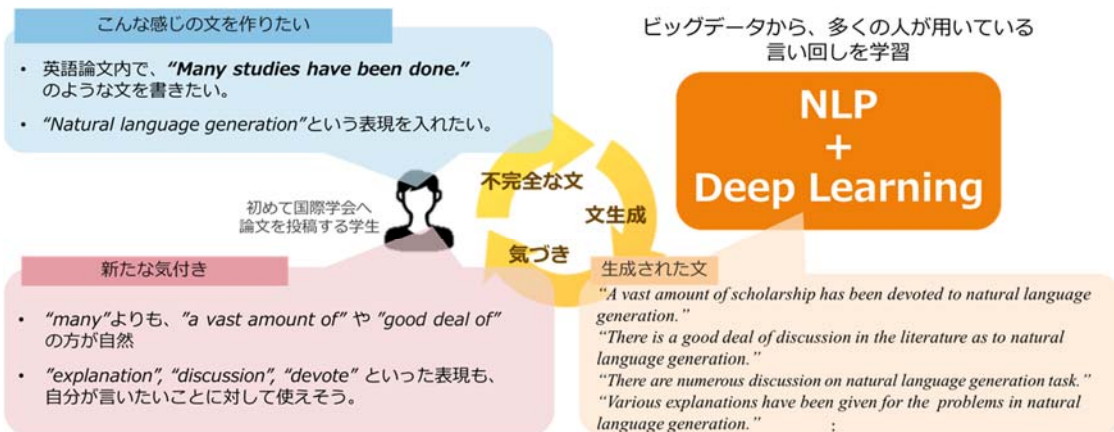 こんな感じの文を作りたい
• 英語論文内で、“Many studies have been done.”
のような文を書きたい。
• “Natural language generation”という表現を入れたい。
ビッグデータから、多くの人が用いている
言い回しを学習
NLP
+
Deep Learning
初めて国際学会へ
論文を投稿する学生
不完全な文
文生成
気づき
新たな気付き
• “many”よりも、”a vast amount of” や ”good deal of”
の方が自然
• ”explanation”, “discussion”, “devote” といった表現も、
自分が言いたいことに対して使えそう。
生成された文
“A vast amount of scholarship has been devoted to natural language
generation.”
“There is a good deal of discussion in the literature as to natural
language generation.”
“There are numerous discussion on natural language generation task.”
“Various explanations have been given for the problems in natural
language generation.” :